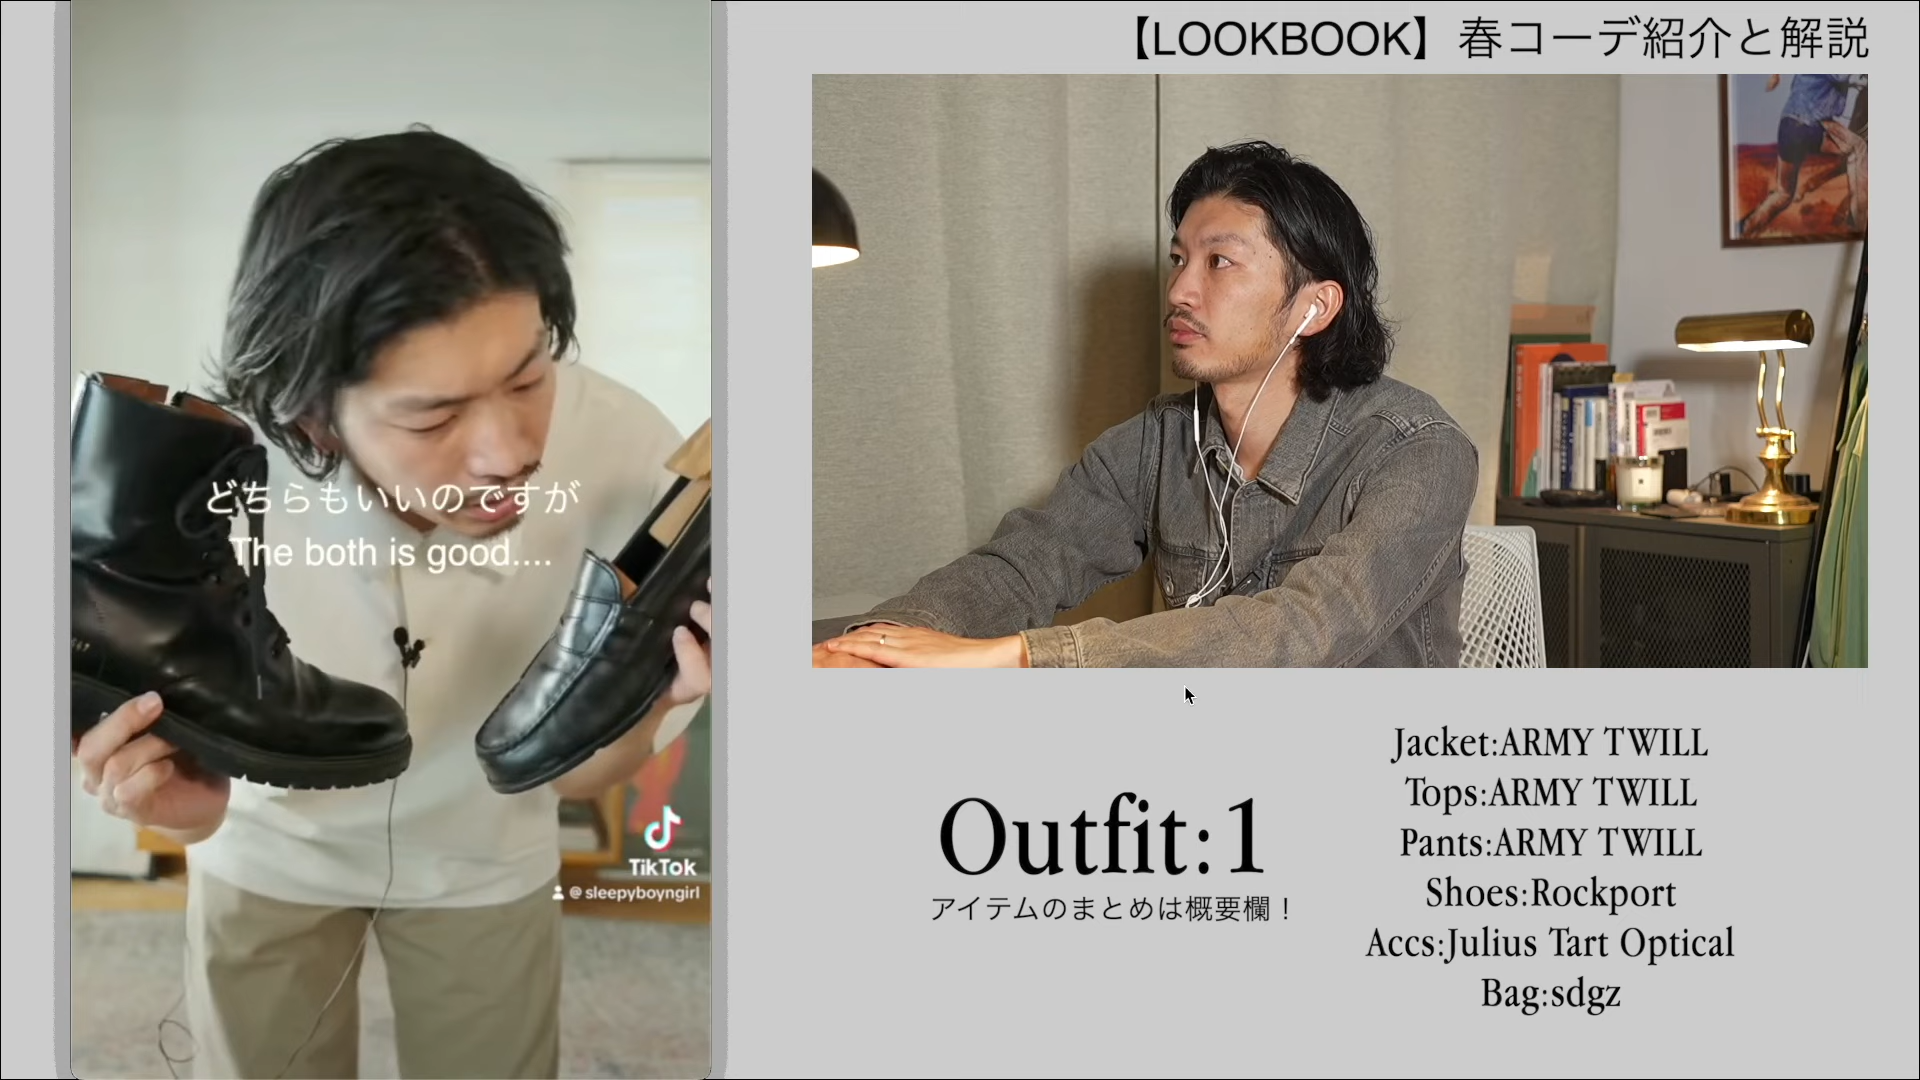 【LOOKBOOK】春コーデ紹介と解説
どちらもいいのですが
The both is good....
TikTok
@ sleepyboyngirl
Outfit:1
アイテムのまとめは概要欄！
Jacket:ARMY TWILL
Tops:ARMY TWILL
Pants:ARMY TWILL
Shoes:Rockport
Accs:Julius Tart Optical
Bag:sdgz